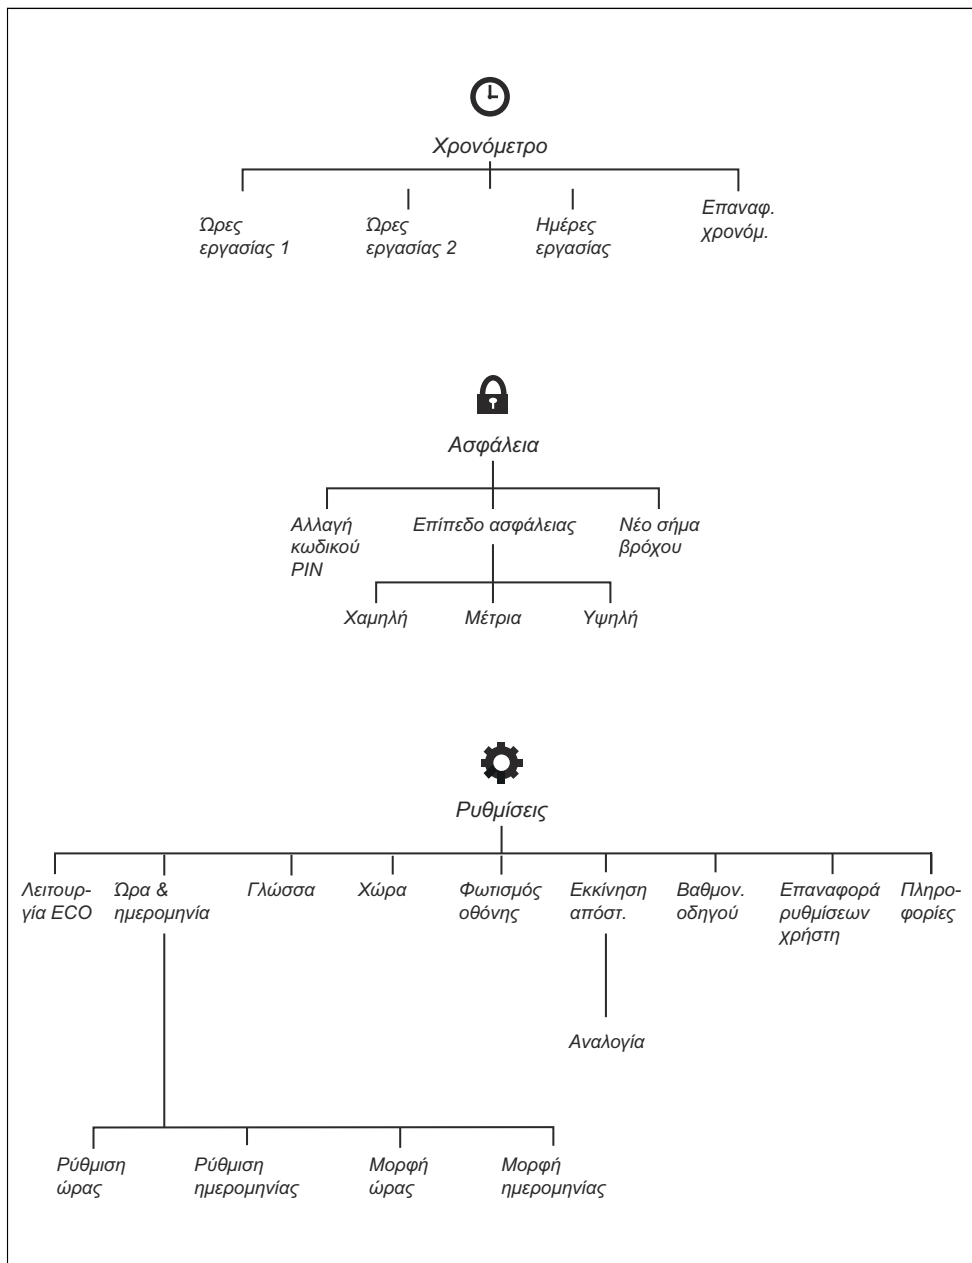 Χρονόμετρο
Ώρες
εργασίας 1
Ώρες
εργασίας 2
Ημέρες
εργασίας
Επαναφ.
χρονόμ.
Ασφάλεια
Αλλαγή
κωδικού
PIN
Επίπεδο ασφάλειας
Νέο σήμα
βρόχου
Χαμηλή
Μέτρια
Υψηλή
Ρυθμίσεις
Λειτουρ-
γία ECO
Ώρα &
ημερομηνία
Γλώσσα
Χώρα
Φωτισμός
οθόνης
Εκκίνηση
απόστ.
Βαθμον.
οδηγού
Επαναφορά
ρυθμίσεων
χρήστη
Πληρο-
φορίες
Αναλογία
Ρύθμιση
ώρας
Ρύθμιση
ημερομηνίας
Μορφή
ώρας
Μορφή
ημερομηνίας